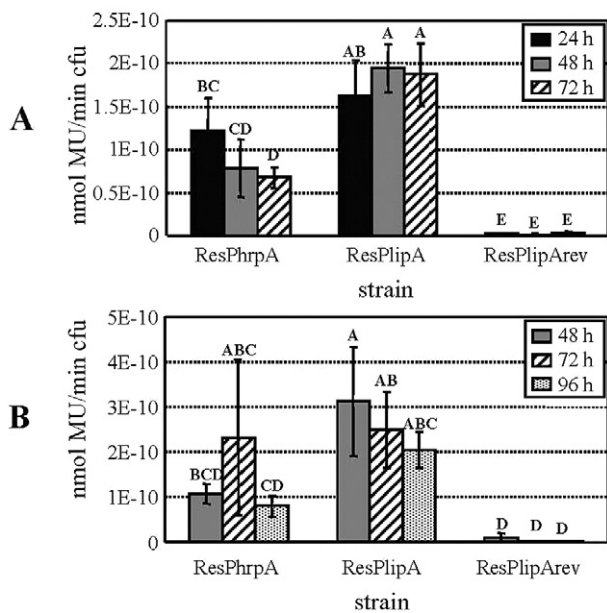 A
nmol MU/min cfu
2.5E-10
2E-10
1.5E-10
1E-10
0.5E-10
0
24 h
48 h
72 h
BC
CD
D
AB
A
A
E
E
E
ResPhrpA
ResPlipA
ResPlipArev
strain
B
nmol MU/min cfu
5E-10
4E-10
3E-10
2E-10
1E-10
0
48 h
72 h
96 h
BCD
ABC
CD
A
AB
ABC
D
D
D
ResPhrpA
ResPlipA
ResPlipArev
strain